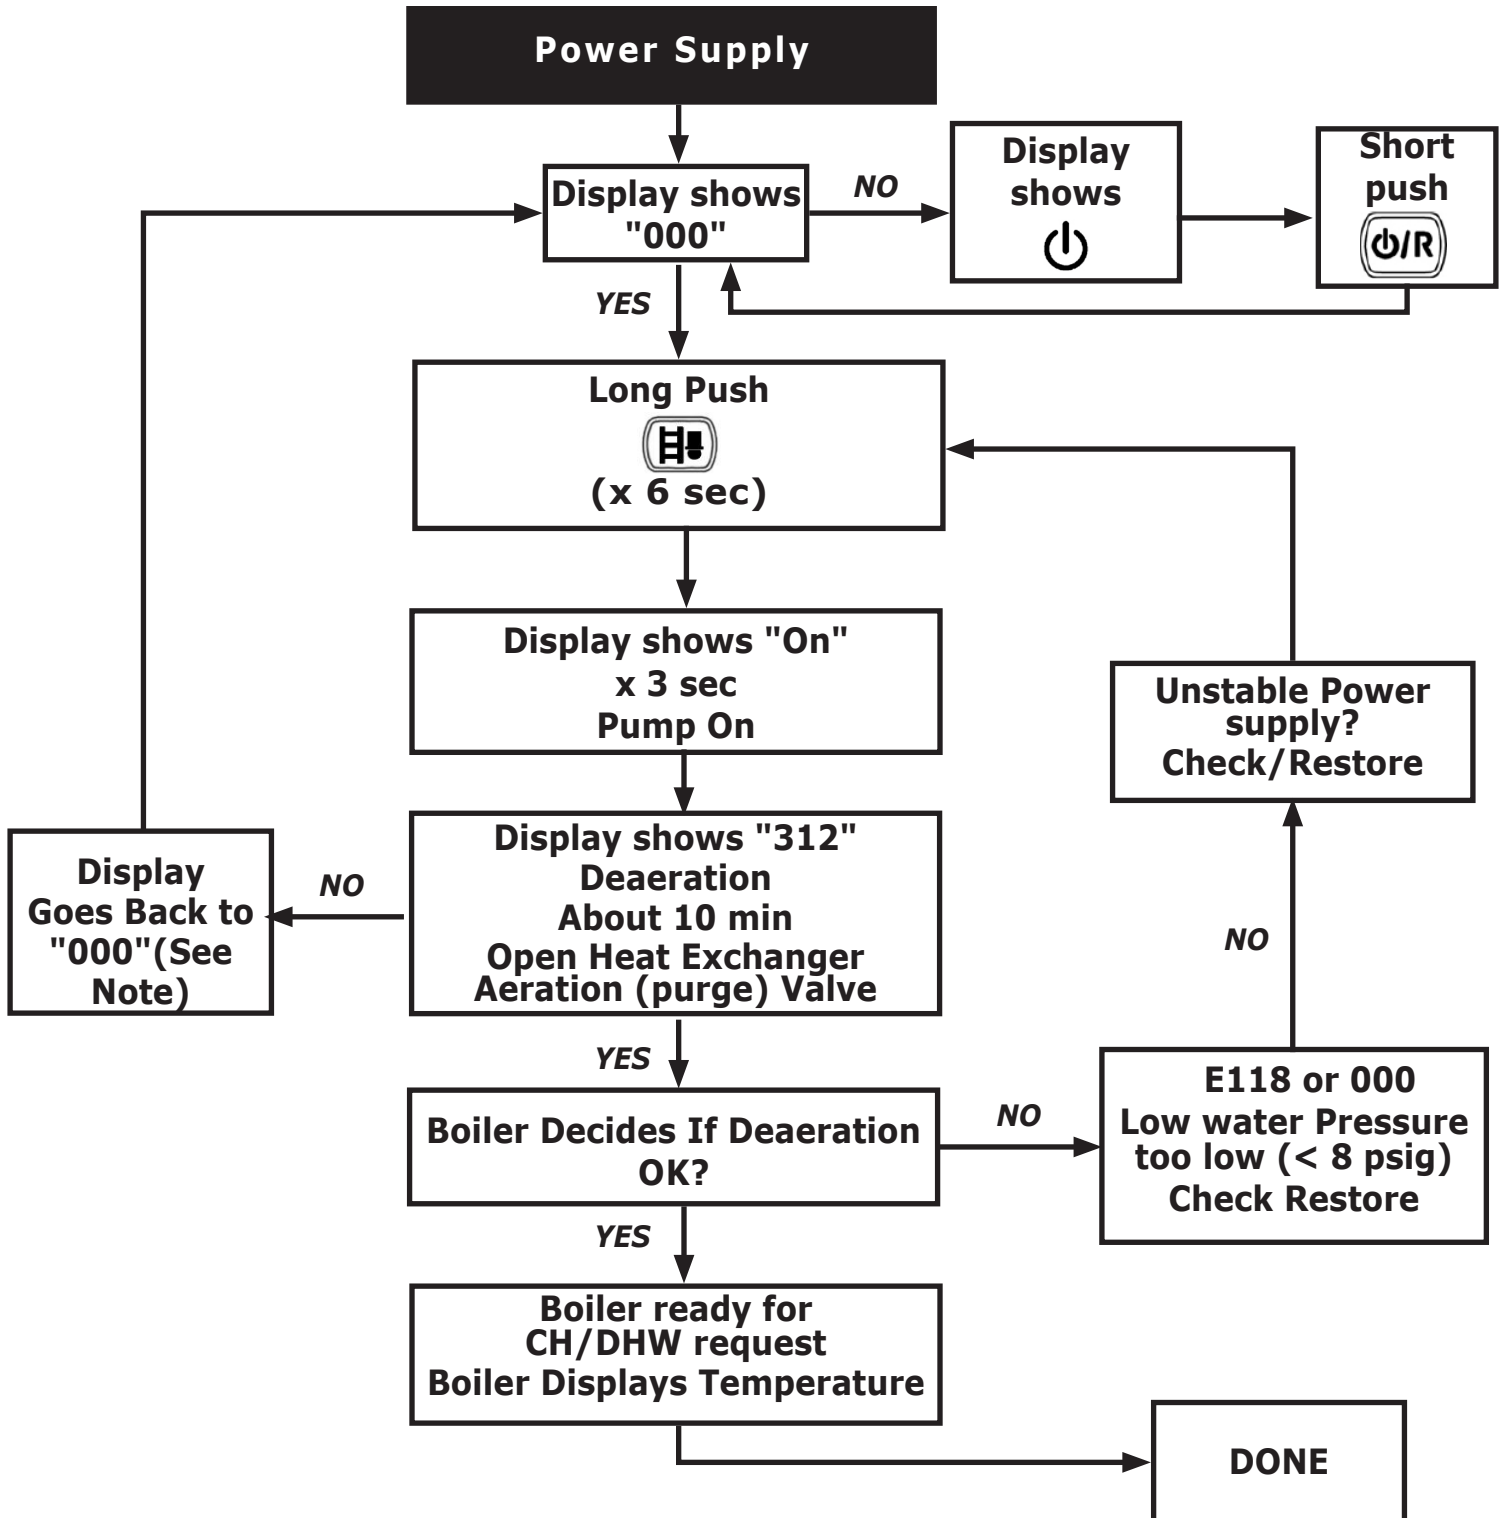 Power Supply
Display shows
"000"
NO
Display
shows
Short
push
⏻/R
YES
Long Push
(x 6 sec)
Display shows "On"
x 3 sec
Pump On
Unstable Power
supply?
Check/Restore
Display shows "312"
Deaeration
About 10 min
Open Heat Exchanger
Aeration (purge) Valve
NO
Display
Goes Back to
"000"(See
Note)
NO
YES
Boiler Decides If Deaeration
OK?
NO
E118 or 000
Low water Pressure
too low (< 8 psig)
Check Restore
YES
Boiler ready for
CH/DHW request
Boiler Displays Temperature
DONE